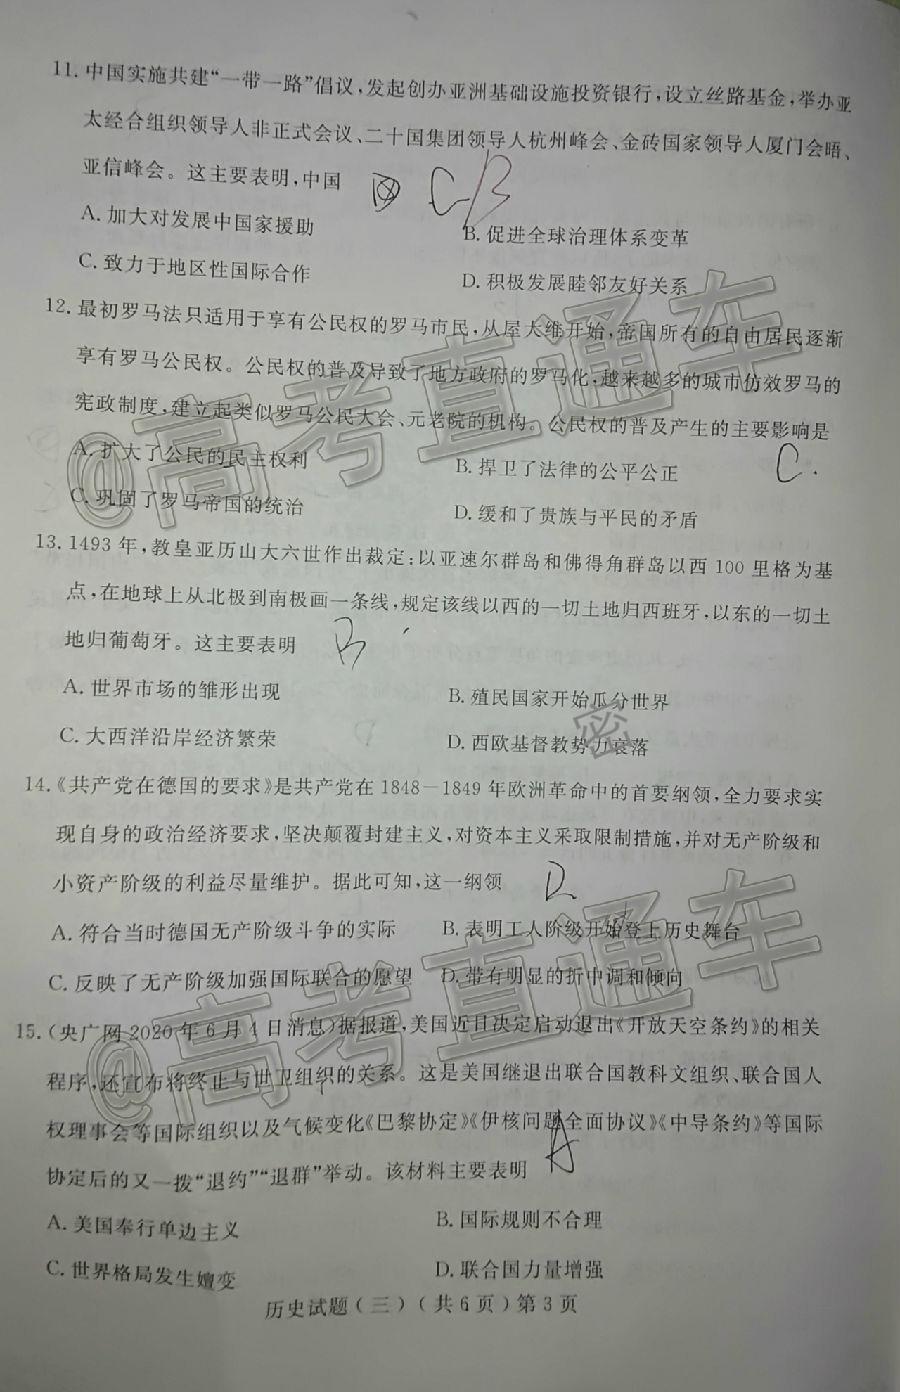 11. 中国实施共建“一带一路”倡议，发起创办亚洲基础设施投资银行，设立丝路基金，举办亚
太经合组织领导人非正式会议、二十国集团领导人杭州峰会、金砖国家领导人厦门会晤、
亚信峰会。这主要表明，中国
C B
A. 加大对发展中国家援助
B. 促进全球治理体系变革
C. 致力于地区性国际合作
D. 积极发展睦邻友好关系
12. 最初罗马法只适用于享有公民权的罗马市民，从屋大维开始，帝国所有的自由居民逐渐
享有罗马公民权。公民权的普及导致了地方政府的罗马化，越来越多的城市仿效罗马的
宪政制度，建立起类似罗马公民大会、元老院的机构。公民权的普及产生的主要影响是
C.
A. 扩大了公民的民主权利
B. 捍卫了法律的公平公正
C. 巩固了罗马帝国的统治
D. 缓和了贵族与平民的矛盾
@高考直通车
13. 1493年，教皇亚历山大六世作出裁定：以亚速尔群岛和佛得角群岛以西100里格为基
点，在地球上从北极到南极画一条线，规定该线以西的一切土地归西班牙，以东的一切土
地归葡萄牙。这主要表明
B
A. 世界市场的雏形出现
B. 殖民国家开始瓜分世界
C. 大西洋沿岸经济繁荣
D. 西欧基督教势力衰落
密
14.《共产党在德国的要求》是共产党在1848－1849年欧洲革命中的首要纲领，全力要求实
现自身的政治经济要求，坚决颠覆封建主义，对资本主义采取限制措施，并对无产阶级和
小资产阶级的利益尽量维护。据此可知，这一纲领
A. 符合当时德国无产阶级斗争的实际
B. 表明工人阶级开始登上历史舞台
C. 反映了无产阶级加强国际联合的愿望
D. 带有明显的折中调和倾向
@高考直通车
15.（央广网2020年6月4日消息）据报道，美国近日决定启动退出《开放天空条约》的相关
程序，还宣布将终止与世卫组织的关系。这是美国继退出联合国教科文组织、联合国人
权理事会等国际组织以及气候变化《巴黎协定》《伊核问题全面协议》《中导条约》等国际
协定后的又一拨“退约”“退群”举动。该材料主要表明
A
A. 美国奉行单边主义
B. 国际规则不合理
C. 世界格局发生嬗变
D. 联合国力量增强
历史试题（三）（共6页）第3页